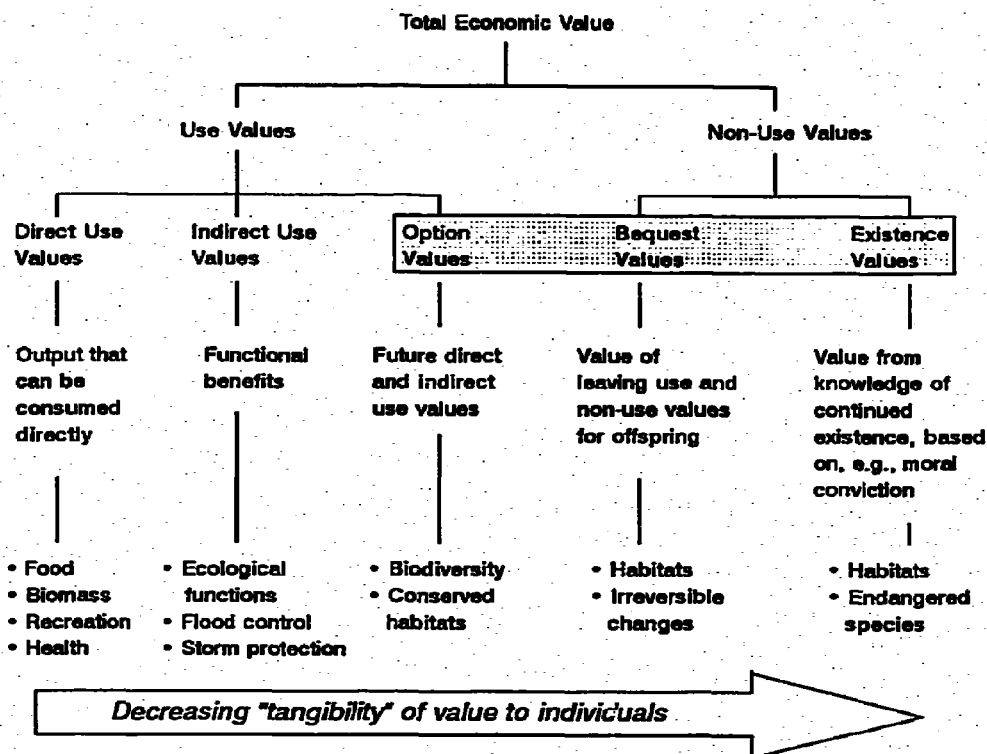 Total Economic Value
Use Values
Non-Use Values
Direct Use
Values
Indirect Use
Values
Option
Values
Bequest
Values
Existence
Values
Output that
can be
consumed
directly
Functional
benefits
Future direct
and indirect
use values
Value of
leaving use and
non-use values
for offspring
Value from
knowledge of
continued
existence, based
on, e.g., moral
conviction
• Food
• Biomass
• Recreation
• Health
• Ecological
functions
• Flood control
• Storm protection
• Biodiversity
• Conserved
habitats
• Habitats
• Irreversible
changes
• Habitats
• Endangered
species
Decreasing "tangibility" of value to individuals